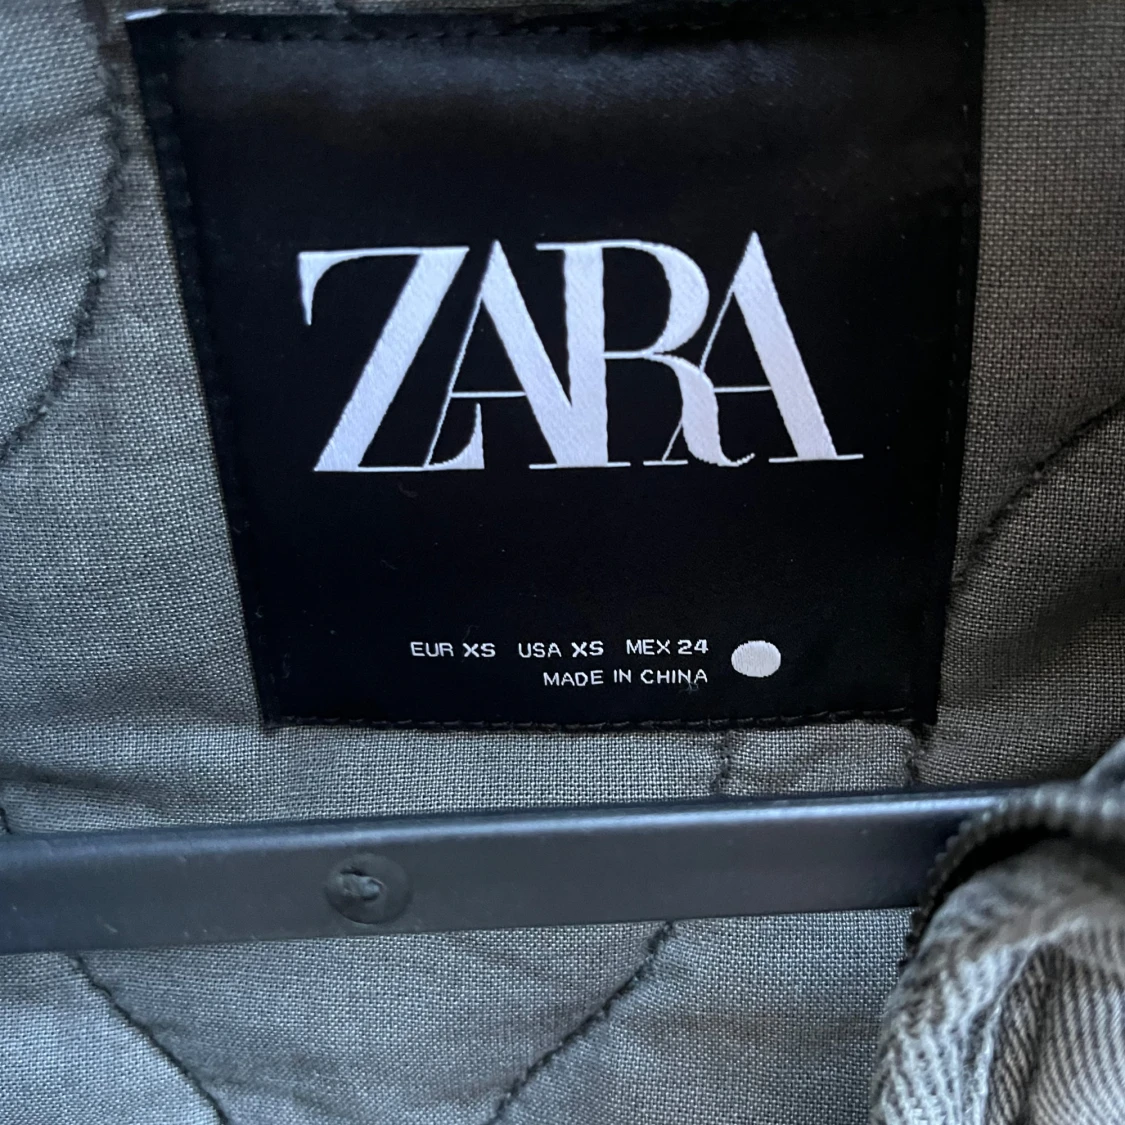 ZARA
EUR XS USA XS MEX 24
MADE IN CHINA